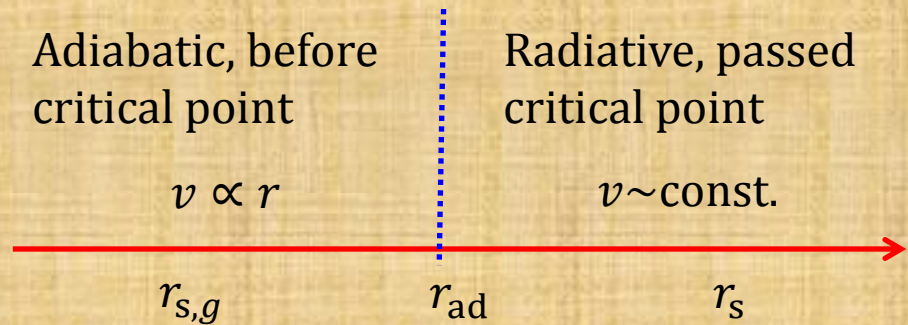 Adiabatic, before
critical point
v ∝ r
Radiative, passed
critical point
v~const.
r_{s,g}
r_{ad}
r_s